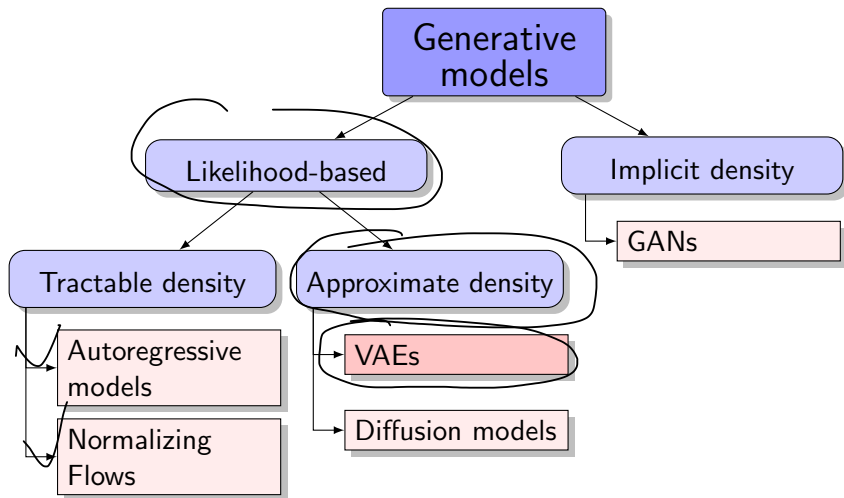 Generative
models
Likelihood-based
Implicit density
GANs
Tractable density
Approximate density
Autoregressive
models
VAEs
Normalizing
Flows
Diffusion models